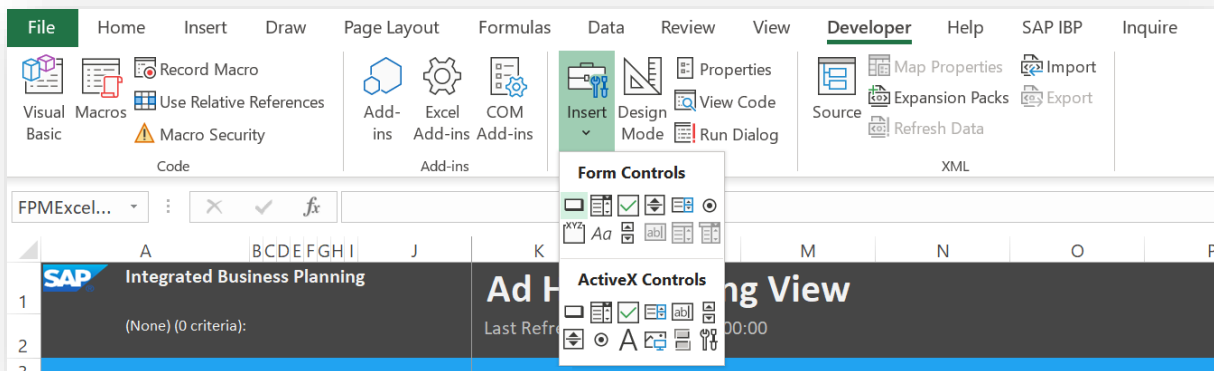 File Home Insert Draw Page Layout Formulas Data Review View Developer Help SAP IBP Inquire
Visual Basic
Macros
Record Macro
Use Relative References
Macro Security
Code
Add-ins
Excel Add-ins
COM Add-ins
Add-ins
Insert
Design Mode
Properties
View Code
Run Dialog
Source
Map Properties
Expansion Packs
Refresh Data
Import
Export
XML
Form Controls
XYZ
Aa
ab
ActiveX Controls
ab
A
FPMExcel...
fx
A B C D E F G H I J K M N O
1
SAP
Integrated Business Planning
(None) (0 criteria):
Ad H
ng View
Last Refre
00:00
2